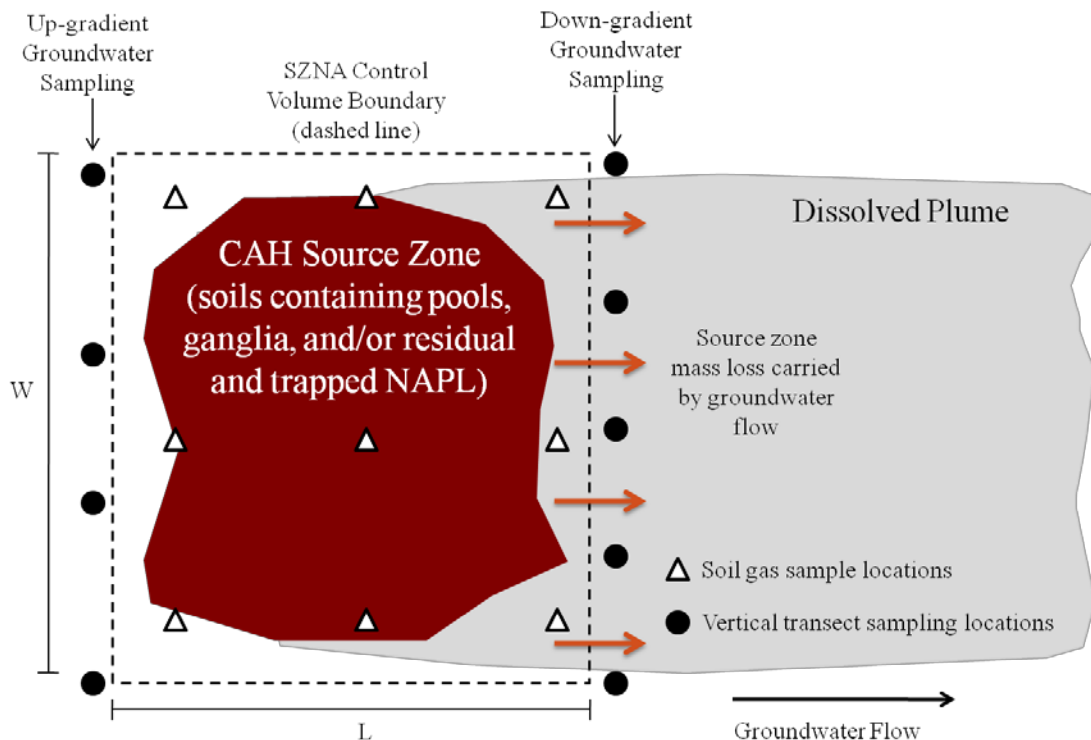 Up-gradient
Groundwater
Sampling
SZNA Control
Volume Boundary
(dashed line)
Down-gradient
Groundwater
Sampling
Dissolved Plume
CAH Source Zone
(soils containing pools,
ganglia, and/or residual
and trapped NAPL)
Source zone
mass loss carried
by groundwater
flow
W
Soil gas sample locations
Vertical transect sampling locations
L
Groundwater Flow